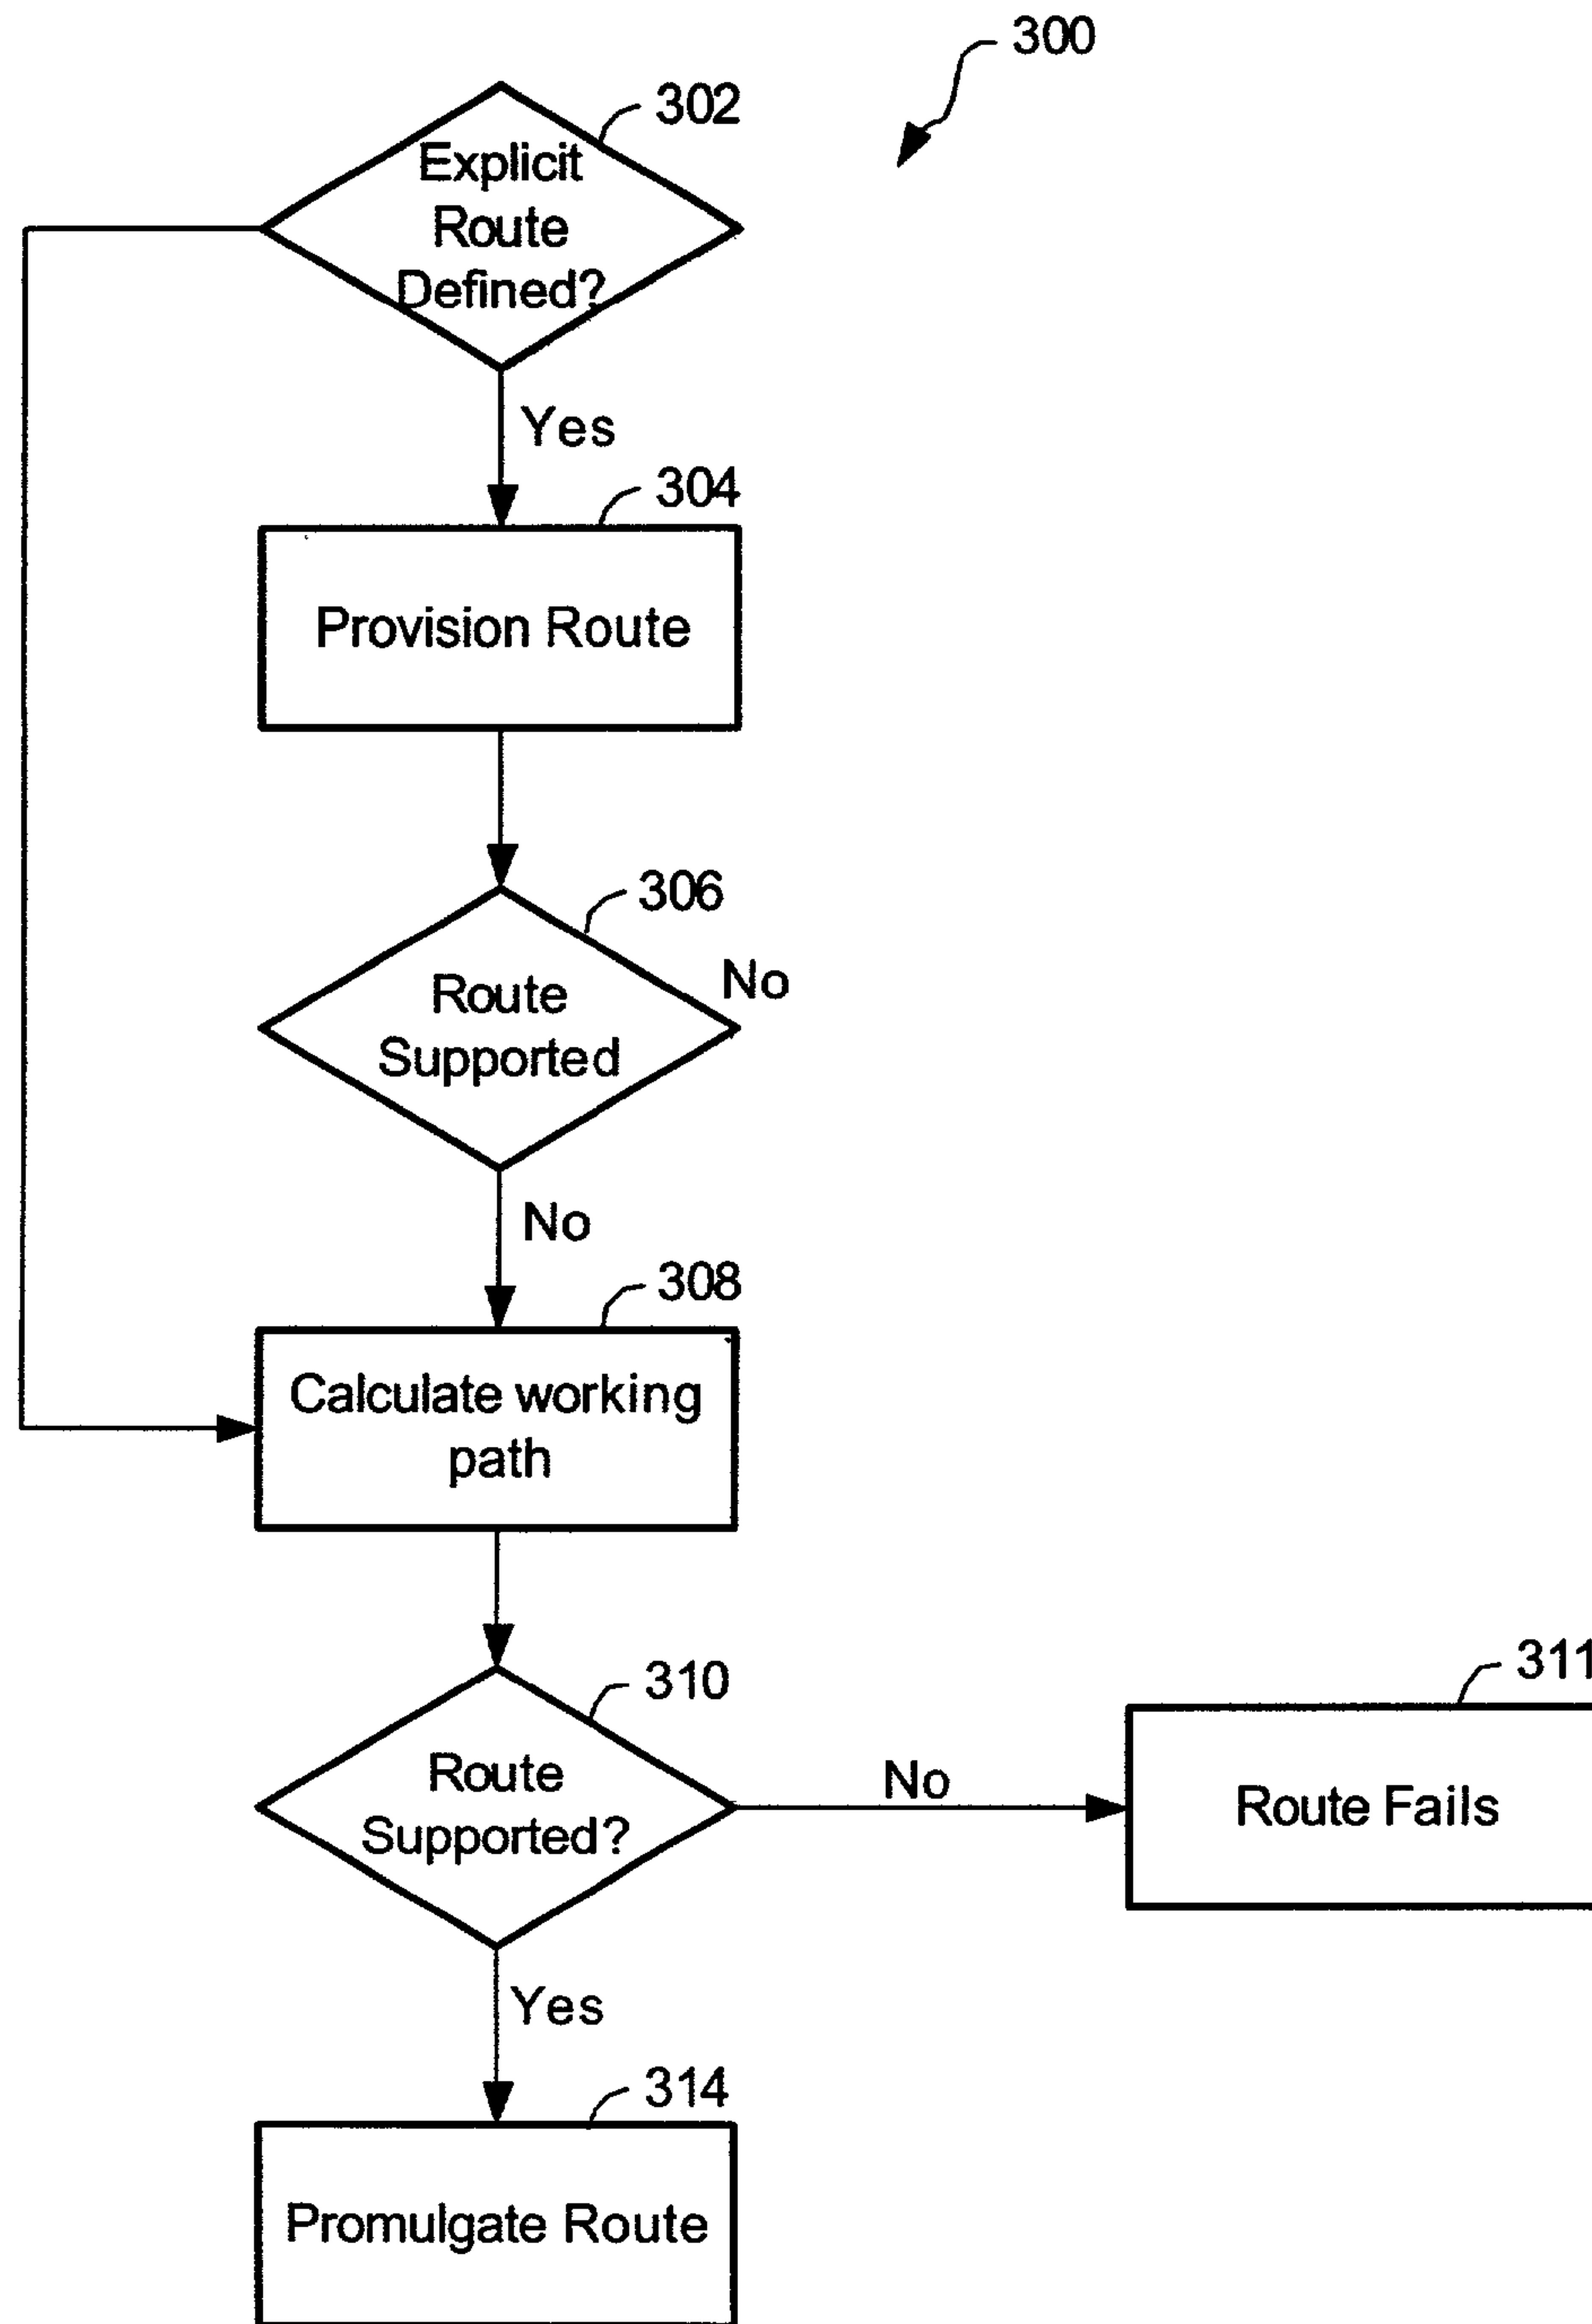 300
302
Explicit
Route
Defined?
Yes
304
Provision Route
306
No
Route
Supported
No
308
Calculate working
path
310
311
Route
Supported?
No
Route Fails
Yes
314
Promulgate Route